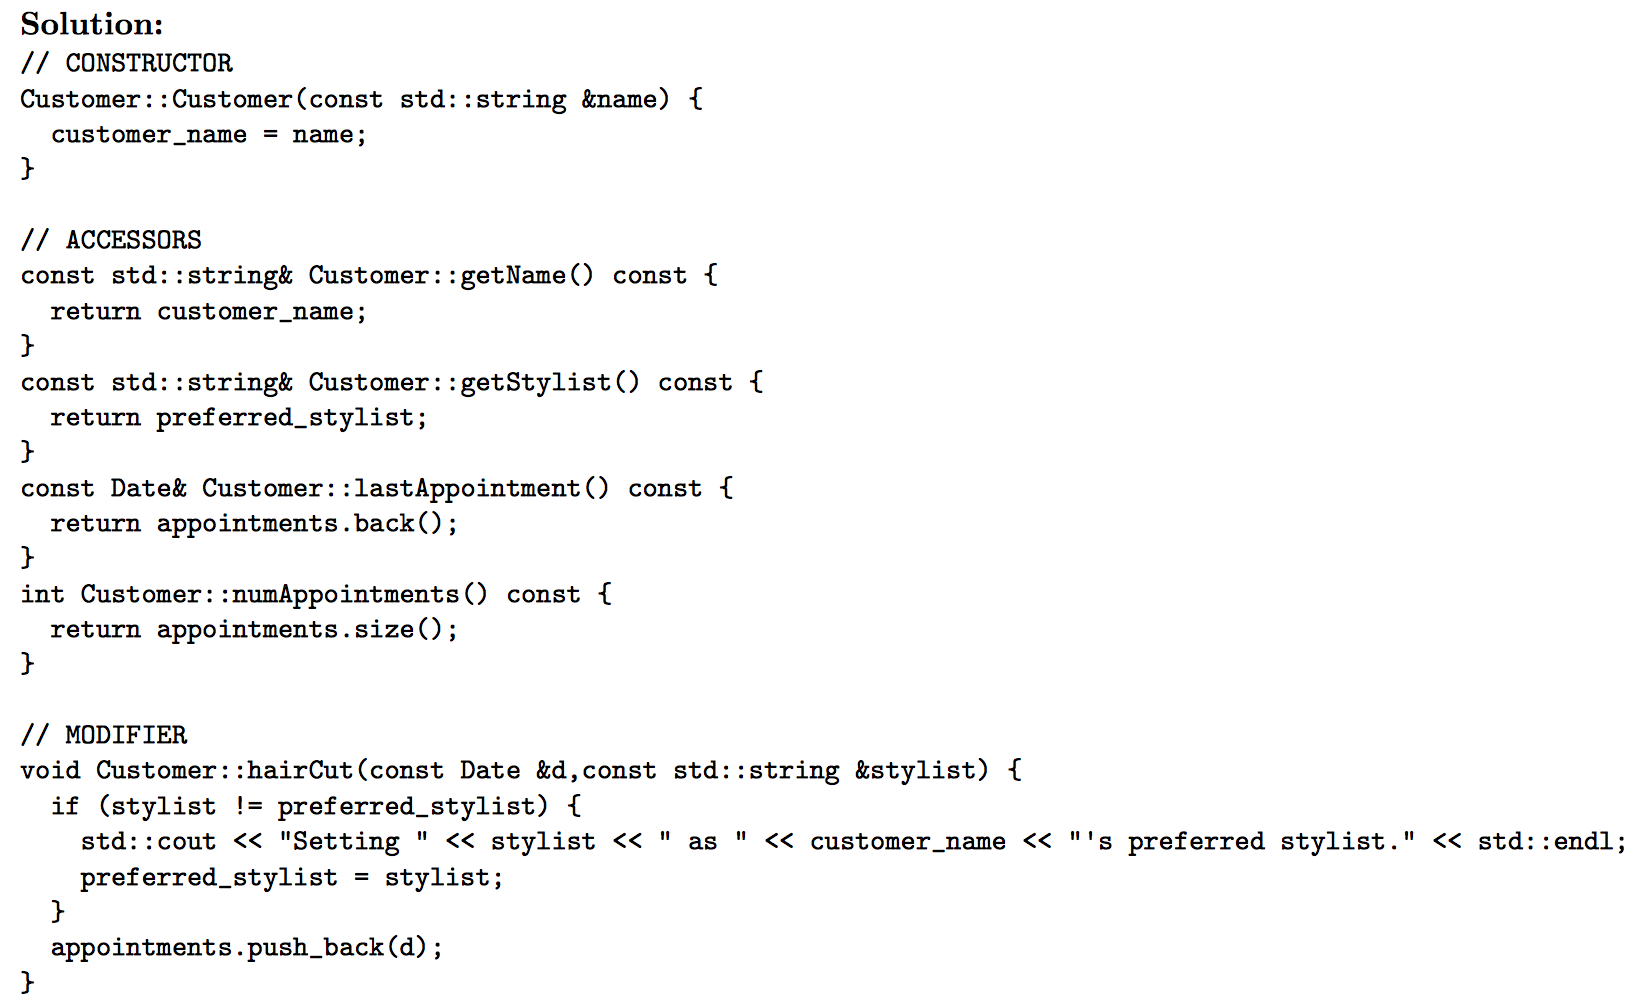 Solution:
// CONSTRUCTOR
Customer::Customer(const std::string &name) {
  customer_name = name;
}

// ACCESSORS
const std::string& Customer::getName() const {
  return customer_name;
}
const std::string& Customer::getStylist() const {
  return preferred_stylist;
}
const Date& Customer::lastAppointment() const {
  return appointments.back();
}
int Customer::numAppointments() const {
  return appointments.size();
}

// MODIFIER
void Customer::hairCut(const Date &d,const std::string &stylist) {
  if (stylist != preferred_stylist) {
    std::cout << "Setting " << stylist << " as " << customer_name << "'s preferred stylist." << std::endl;
    preferred_stylist = stylist;
  }
  appointments.push_back(d);
}